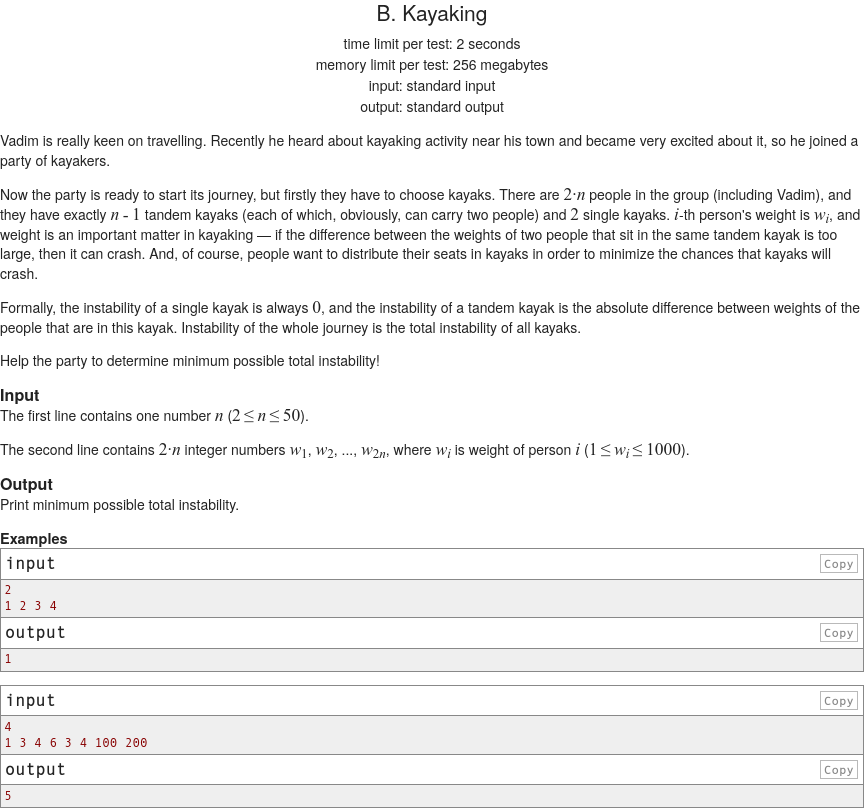 B. Kayaking
time limit per test: 2 seconds
memory limit per test: 256 megabytes
input: standard input
output: standard output
Vadim is really keen on travelling. Recently he heard about kayaking activity near his town and became very excited about it, so he joined a
party of kayakers.
Now the party is ready to start its journey, but firstly they have to choose kayaks. There are 2·n people in the group (including Vadim), and
they have exactly n - 1 tandem kayaks (each of which, obviously, can carry two people) and 2 single kayaks. i-th person's weight is wᵢ, and
weight is an important matter in kayaking — if the difference between the weights of two people that sit in the same tandem kayak is too
large, then it can crash. And, of course, people want to distribute their seats in kayaks in order to minimize the chances that kayaks will
crash.
Formally, the instability of a single kayak is always 0, and the instability of a tandem kayak is the absolute difference between weights of the
people that are in this kayak. Instability of the whole journey is the total instability of all kayaks.
Help the party to determine minimum possible total instability!
Input
The first line contains one number n (2 ≤ n ≤ 50).
The second line contains 2·n integer numbers w₁, w₂, ..., w₂ₙ, where wᵢ is weight of person i (1 ≤ wᵢ ≤ 1000).
Output
Print minimum possible total instability.
Examples
input Copy
2
1 2 3 4
output Copy
1
input Copy
4
1 3 4 6 3 4 100 200
output Copy
5